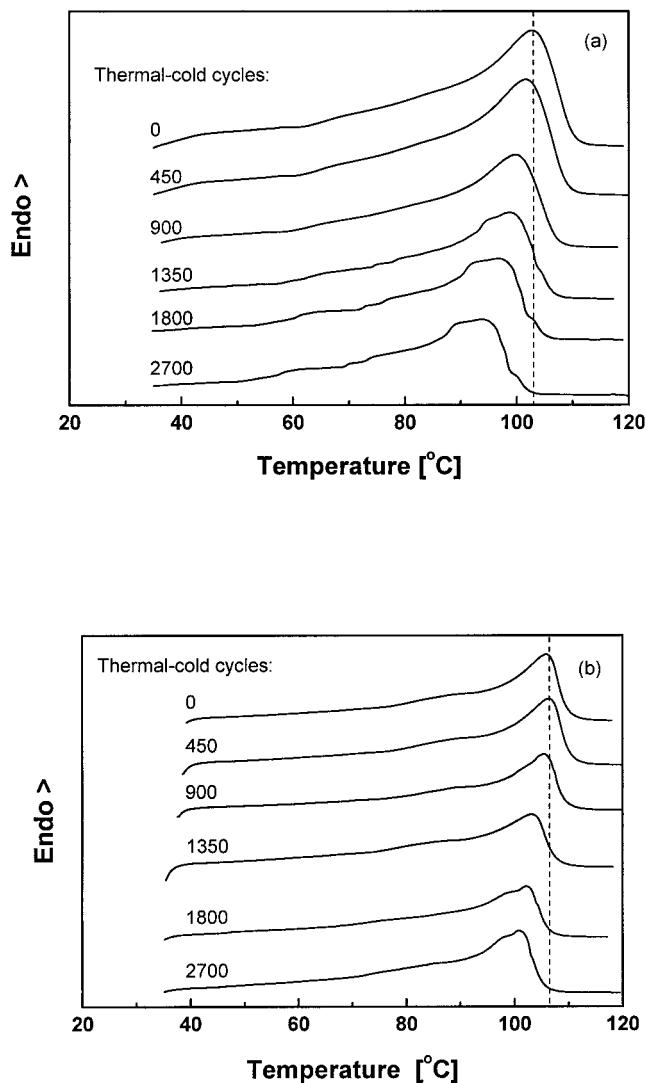 (a)
Thermal-cold cycles:
0
450
900
1350
1800
2700
Endo >
20 40 60 80 100 120
Temperature [°C]
(b)
Thermal-cold cycles:
0
450
900
1350
1800
2700
Endo >
20 40 60 80 100 120
Temperature [°C]